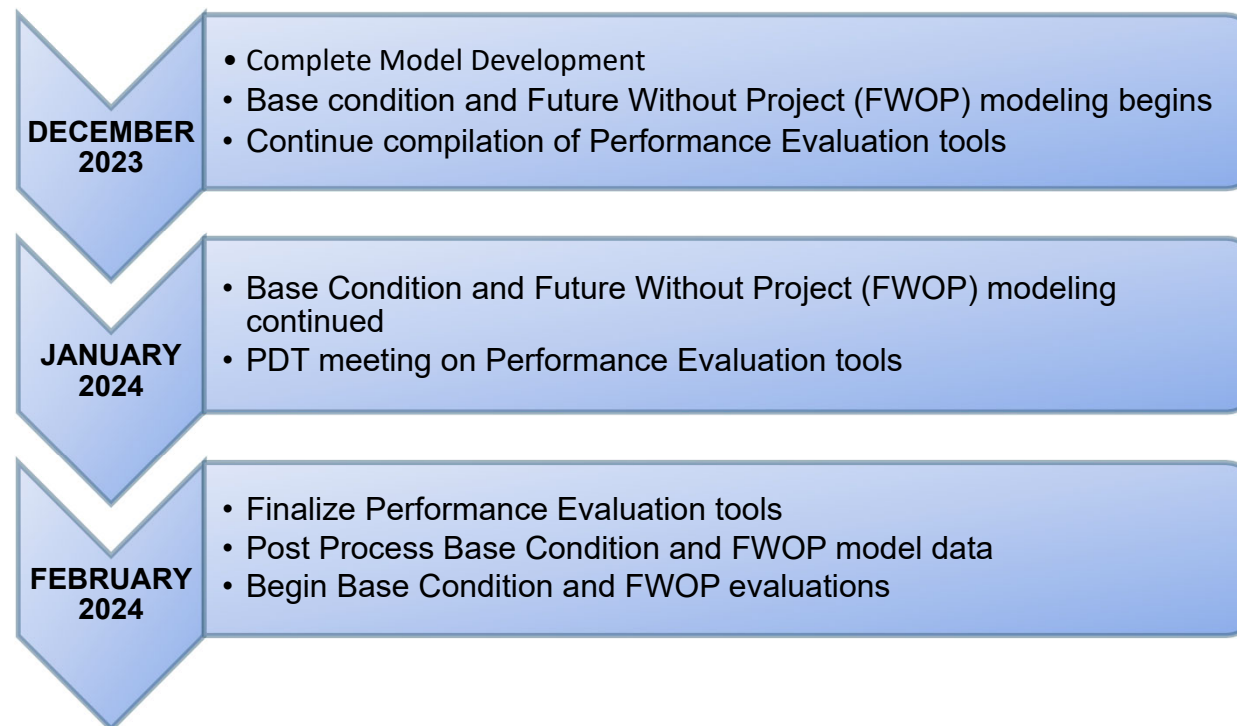 DECEMBER
2023
• Complete Model Development
• Base condition and Future Without Project (FWOP) modeling begins
• Continue compilation of Performance Evaluation tools
JANUARY
2024
• Base Condition and Future Without Project (FWOP) modeling
continued
• PDT meeting on Performance Evaluation tools
FEBRUARY
2024
• Finalize Performance Evaluation tools
• Post Process Base Condition and FWOP model data
• Begin Base Condition and FWOP evaluations